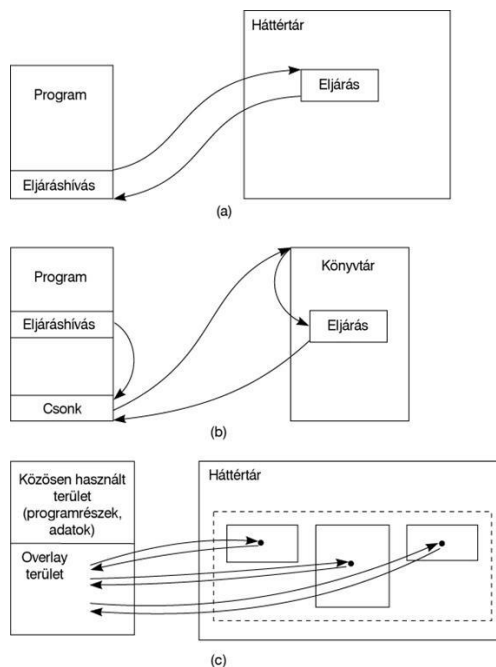 Háttértár
Program
Eljárás
Eljáráshívás
(a)
Program
Könyvtár
Eljáráshívás
Eljárás
Csonk
(b)
Közösen használt
terület
(programrészek,
adatok)
Háttértár
Overlay
terület
(c)